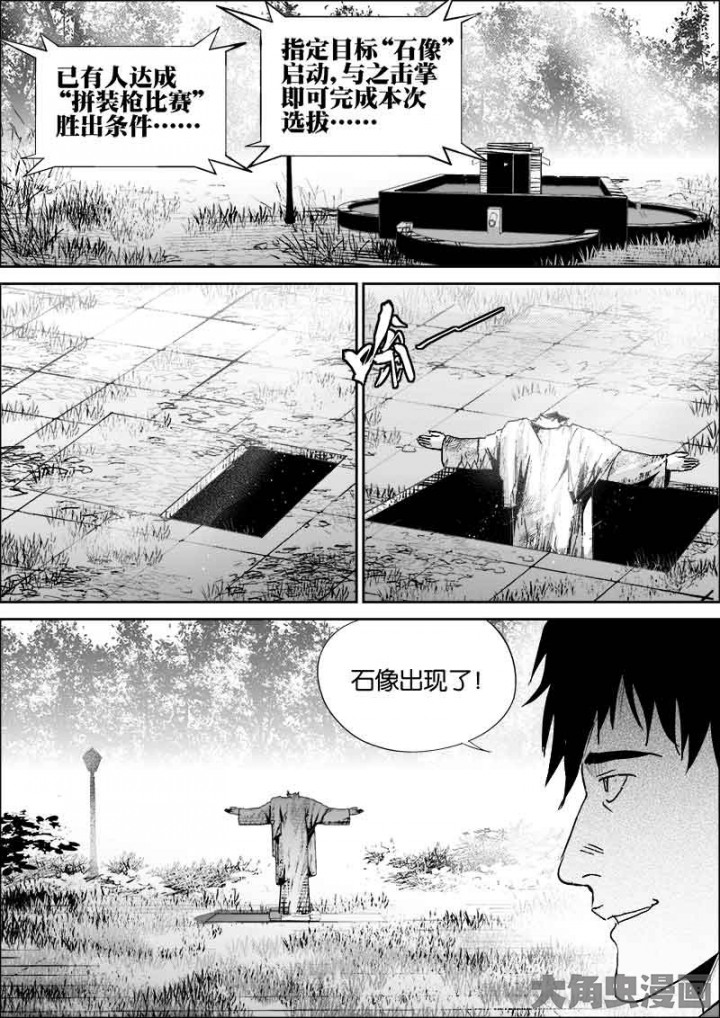 已有人达成
“拼装枪比赛”
胜出条件……
指定目标“石像”
启动,与之击掌
即可完成本次
选拔……
石像出现了!
大角虫漫画